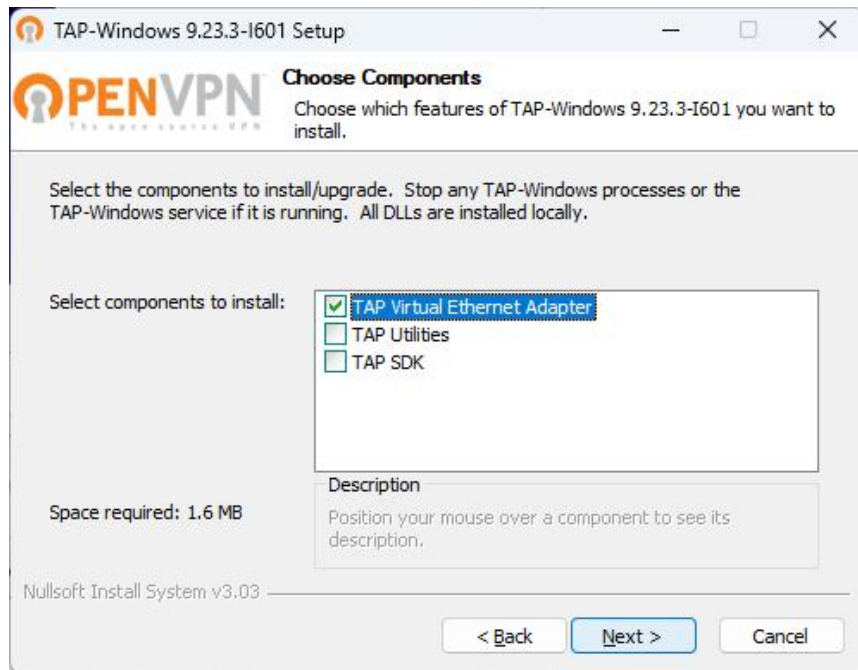 TAP-Windows 9.23.3-I601 Setup
OPENVPN
The open source VPN
Choose Components
Choose which features of TAP-Windows 9.23.3-I601 you want to
install.
Select the components to install/upgrade. Stop any TAP-Windows processes or the
TAP-Windows service if it is running. All DLLs are installed locally.
Select components to install:
TAP Virtual Ethernet Adapter
TAP Utilities
TAP SDK
Space required: 1.6 MB
Description
Position your mouse over a component to see its
description.
Nullsoft Install System v3.03
< Back
Next >
Cancel